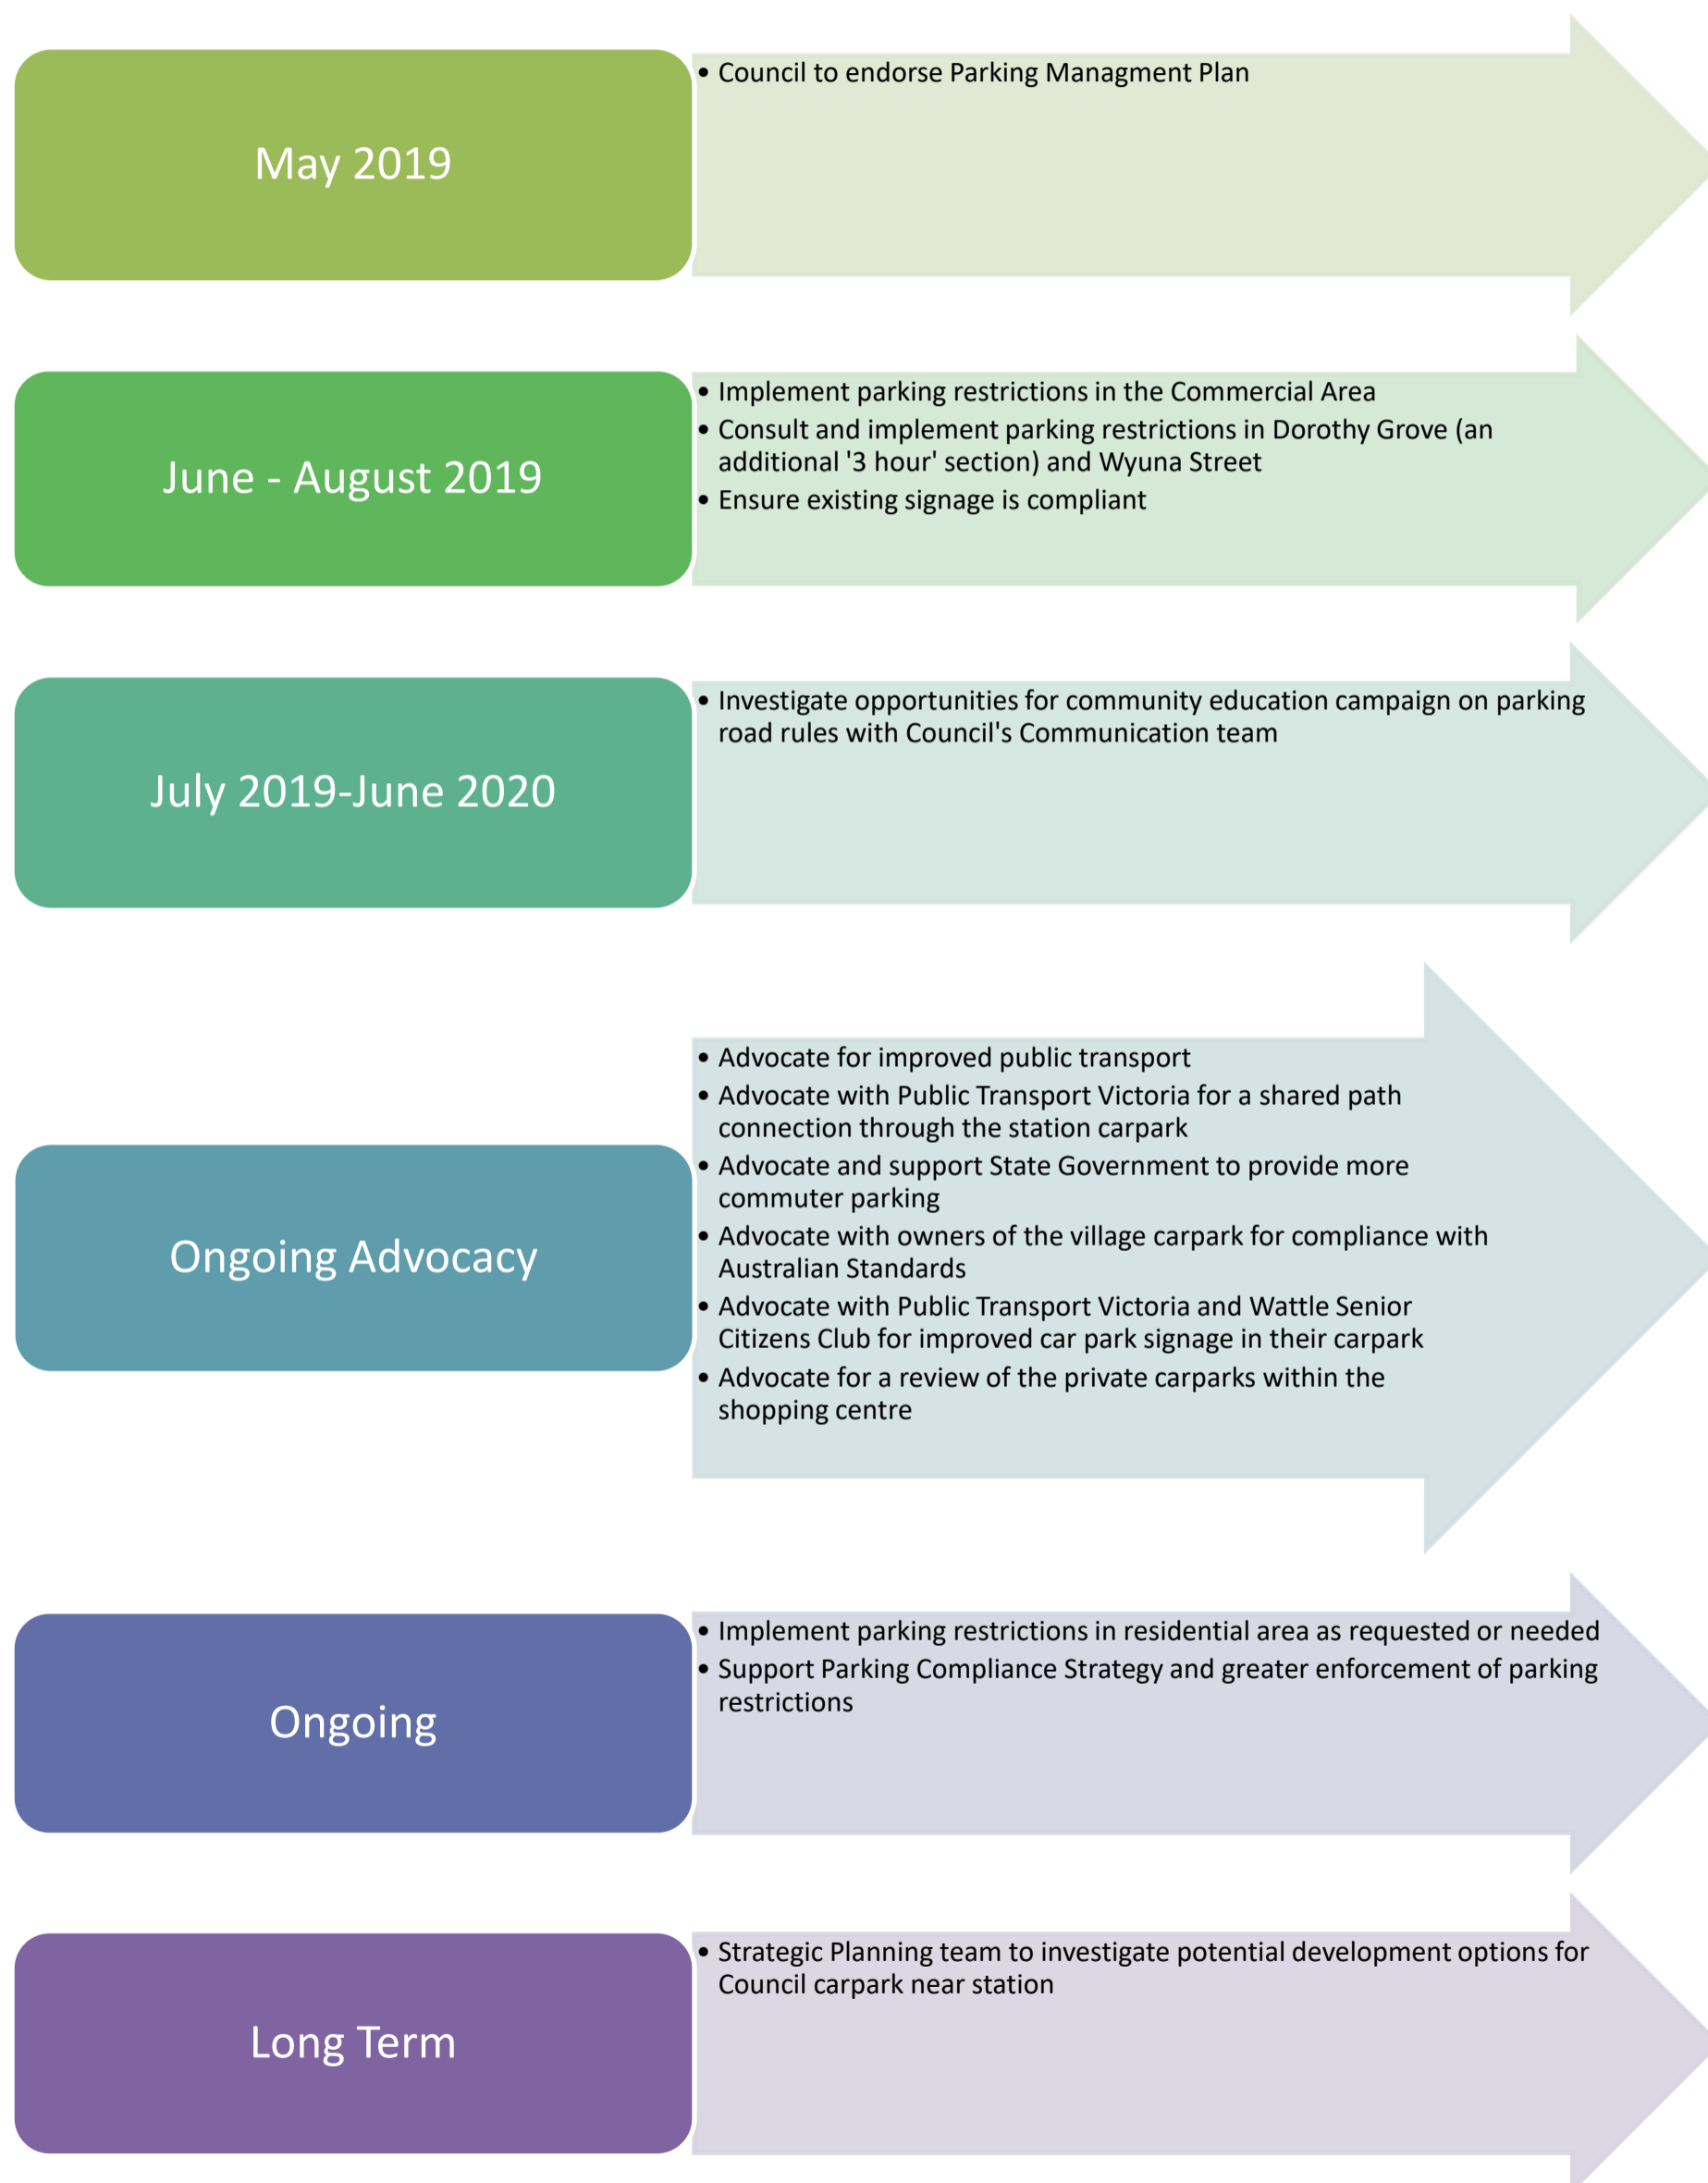 May 2019
• Council to endorse Parking Managment Plan
June - August 2019
• Implement parking restrictions in the Commercial Area
• Consult and implement parking restrictions in Dorothy Grove (an
additional '3 hour' section) and Wyuna Street
• Ensure existing signage is compliant
July 2019-June 2020
• Investigate opportunities for community education campaign on parking
road rules with Council's Communication team
Ongoing Advocacy
• Advocate for improved public transport
• Advocate with Public Transport Victoria for a shared path
connection through the station carpark
• Advocate and support State Government to provide more
commuter parking
• Advocate with owners of the village carpark for compliance with
Australian Standards
• Advocate with Public Transport Victoria and Wattle Senior
Citizens Club for improved car park signage in their carpark
• Advocate for a review of the private carparks within the
shopping centre
Ongoing
• Implement parking restrictions in residential area as requested or needed
• Support Parking Compliance Strategy and greater enforcement of parking
restrictions
Long Term
• Strategic Planning team to investigate potential development options for
Council carpark near station